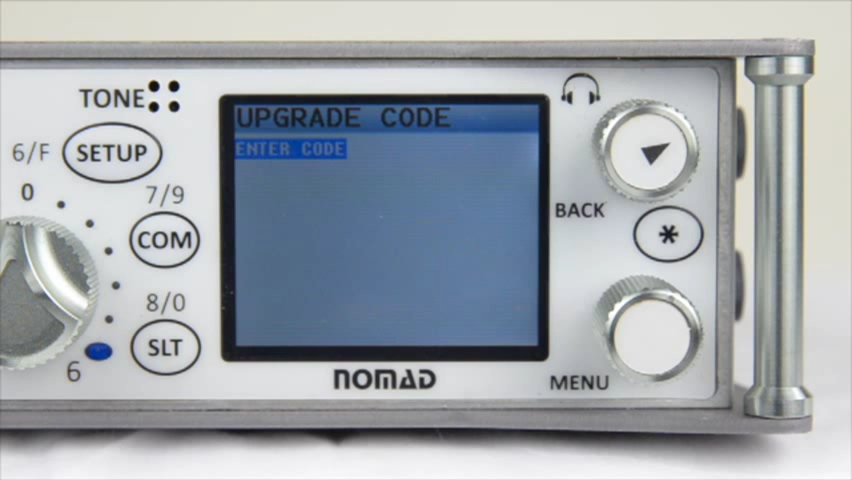 TONE
6/F
SETUP
0
7/9
COM
8/0
SLT
6
UPGRADE CODE
ENTER CODE
NOMAD
BACK
*
MENU